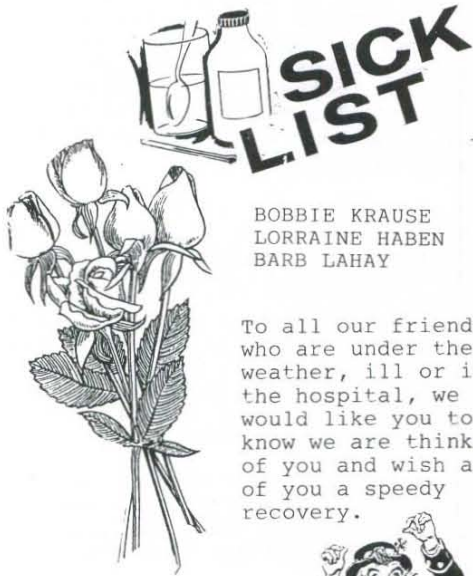 SICK
LIST
BOBBIE KRAUSE
LORRAINE HABEN
BARB LAHAY
To all our friend
who are under the
weather, ill or i
the hospital, we
would like you to
know we are think
of you and wish a
of you a speedy
recovery.